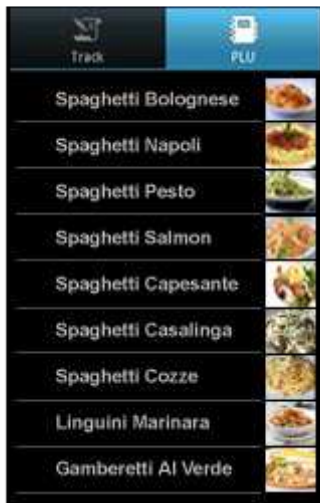 Track
PLU
Spaghetti Bolognese
Spaghetti Napoli
Spaghetti Pesto
Spaghetti Salmon
Spaghetti Capesante
Spaghetti Casalinga
Spaghetti Cozze
Linguini Marinara
Gamberetti Al Verde